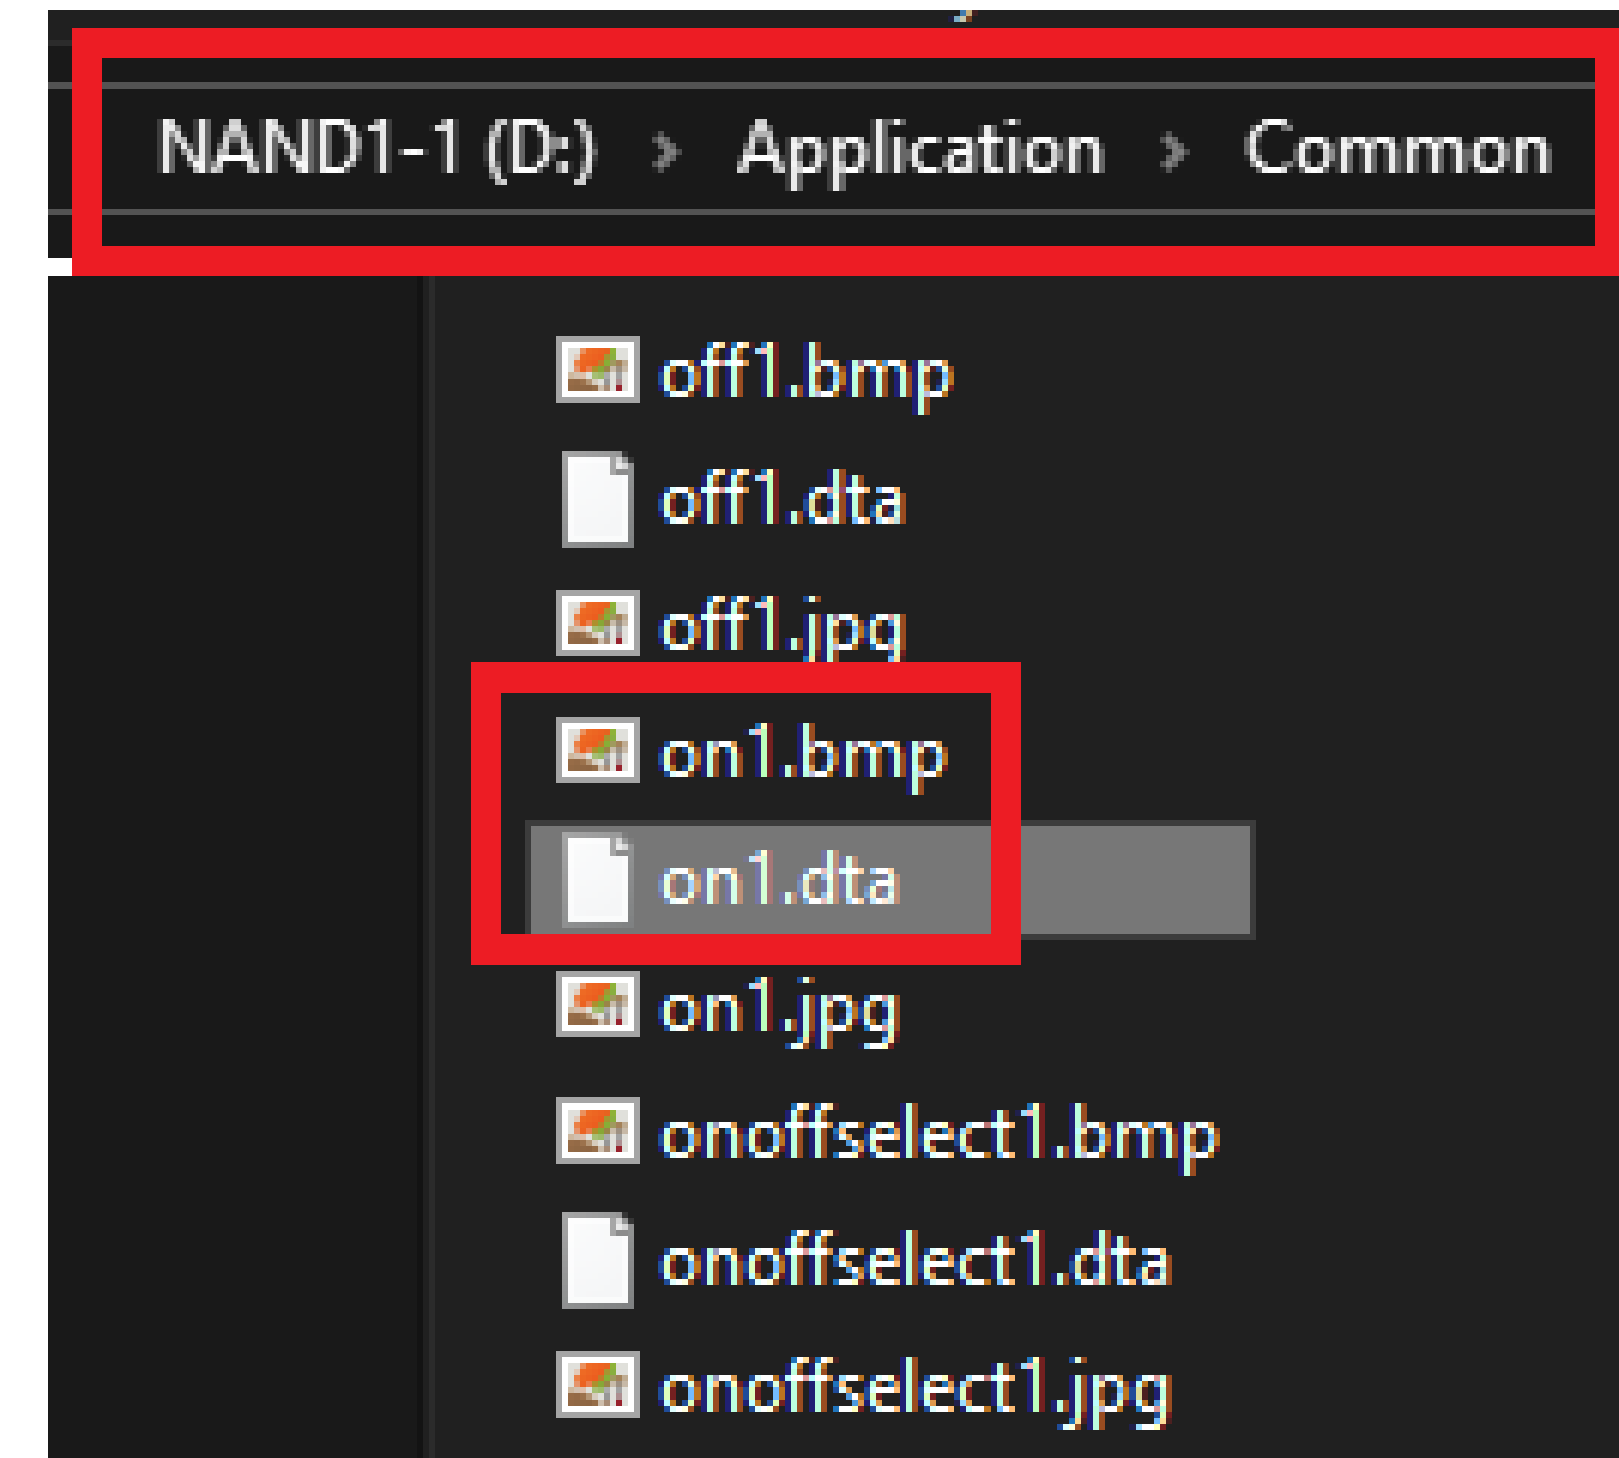 NAND1-1 (D:) › Application › Common
off1.bmp
off1.dta
off1.jpg
on1.bmp
on1.dta
on1.jpg
onoffselect1.bmp
onoffselect1.dta
onoffselect1.jpg